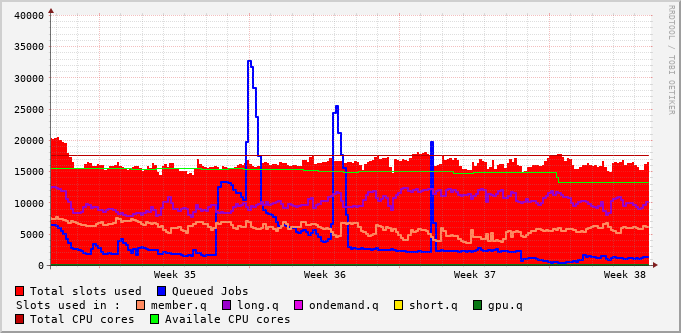 RRDTOOL / TOBI OETIKER
40000
35000
30000
25000
20000
15000
10000
5000
0
Week 35 Week 36 Week 37 Week 38
Total slots used Queued Jobs
Slots used in : member.q long.q ondemand.q short.q gpu.q
Total CPU cores Availale CPU cores